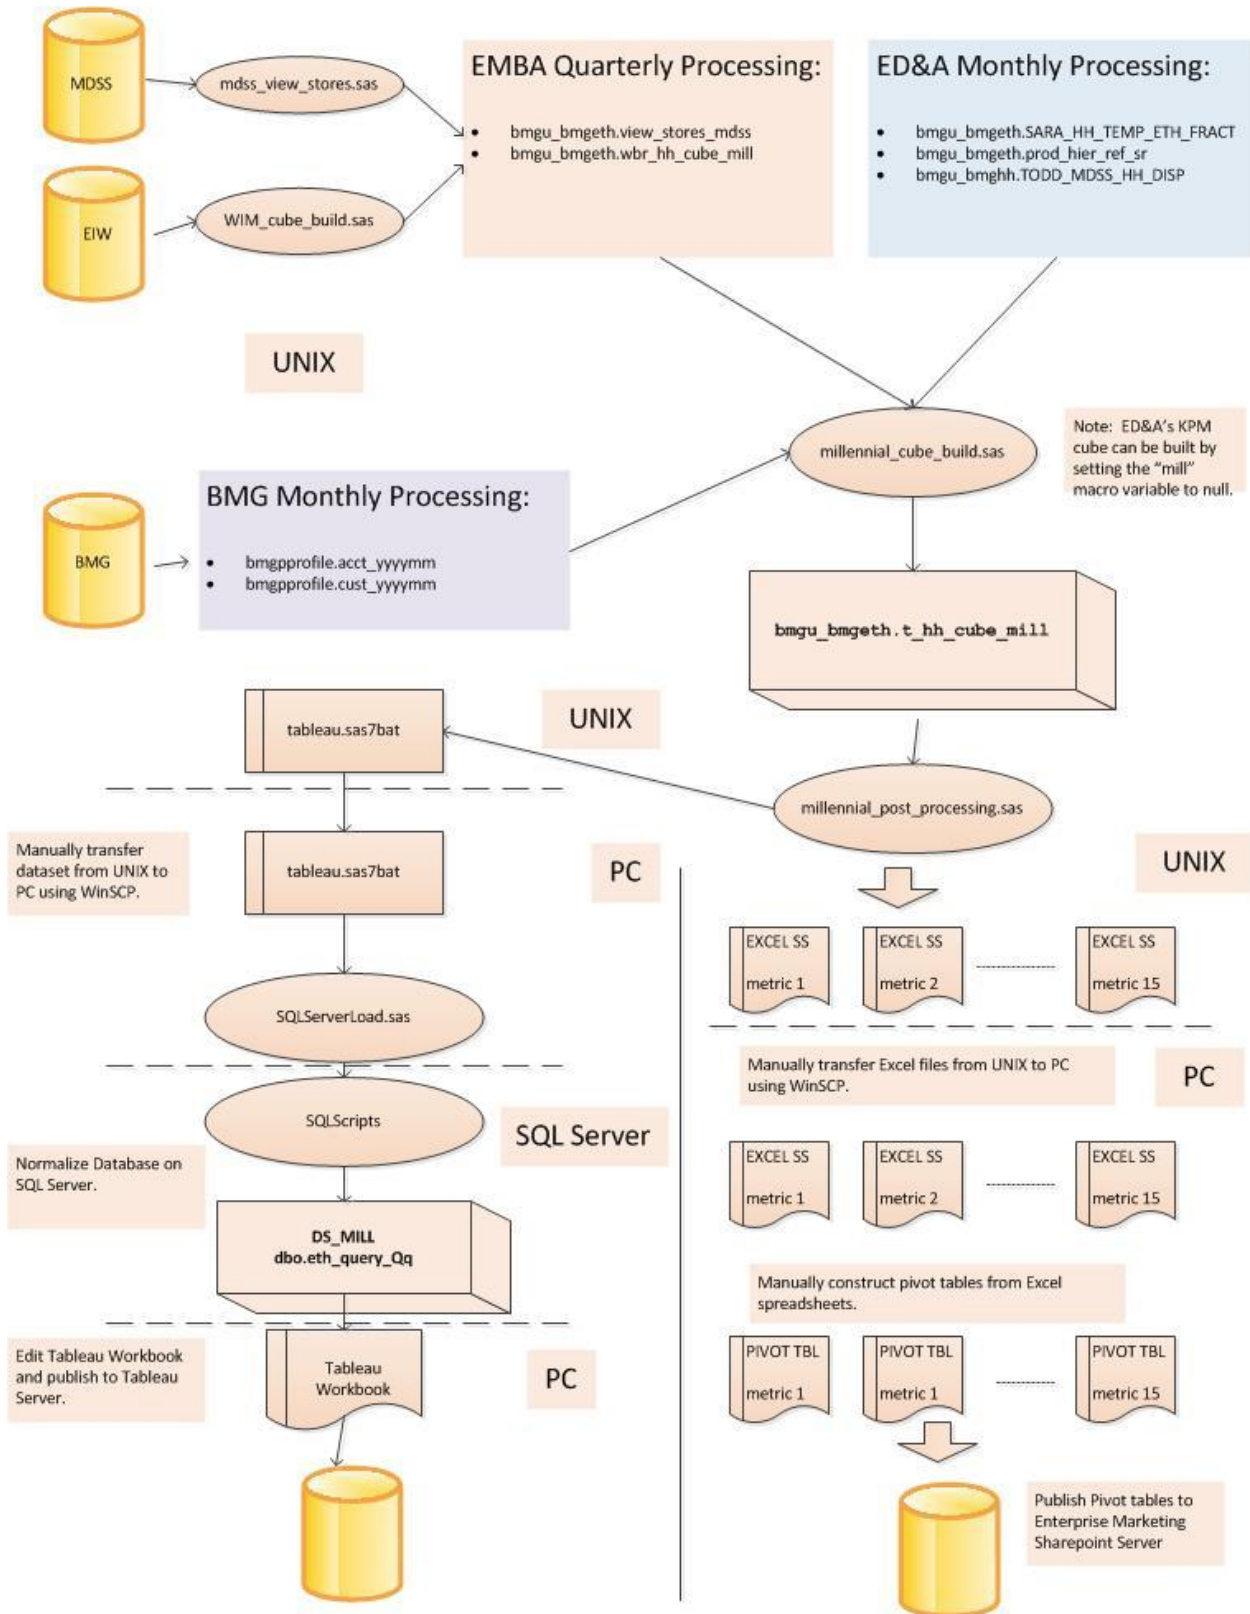 MDSS
mdss_view_stores.sas
EIW
WIM_cube_build.sas
EMBA Quarterly Processing:
• bmgu_bmgeth.view_stores_mdss
• bmgu_bmgeth.wbr_hh_cube_mill
ED&A Monthly Processing:
• bmgu_bmgeth.SARA_HH_TEMP_ETH_FRACT
• bmgu_bmgeth.prod_hier_ref_sr
• bmgu_bmghh.TODD_MDSS_HH_DISP
UNIX
millennial_cube_build.sas
Note: ED&A's KPM
cube can be built by
setting the "mill"
macro variable to null.
BMG
BMG Monthly Processing:
• bmgpprofile.acct_yyyymm
• bmgpprofile.cust_yyyymm
bmgu_bmgeth.t_hh_cube_mill
UNIX
tableau.sas7bat
millennial_post_processing.sas
Manually transfer
dataset from UNIX to
PC using WinSCP.
tableau.sas7bat
PC
UNIX
EXCEL SS
metric 1
EXCEL SS
metric 2
EXCEL SS
metric 15
SQLServerLoad.sas
Manually transfer Excel files from UNIX to PC
using WinSCP.
PC
SQLScripts
SQL Server
Normalize Database on
SQL Server.
EXCEL SS
metric 1
EXCEL SS
metric 2
EXCEL SS
metric 15
DS_MILL
dbo.eth_query_Qq
Manually construct pivot tables from Excel
spreadsheets.
Edit Tableau Workbook
and publish to Tableau
Server.
Tableau
Workbook
PC
PIVOT TBL
metric 1
PIVOT TBL
metric 1
PIVOT TBL
metric 15
Publish Pivot tables to
Enterprise Marketing
Sharepoint Server